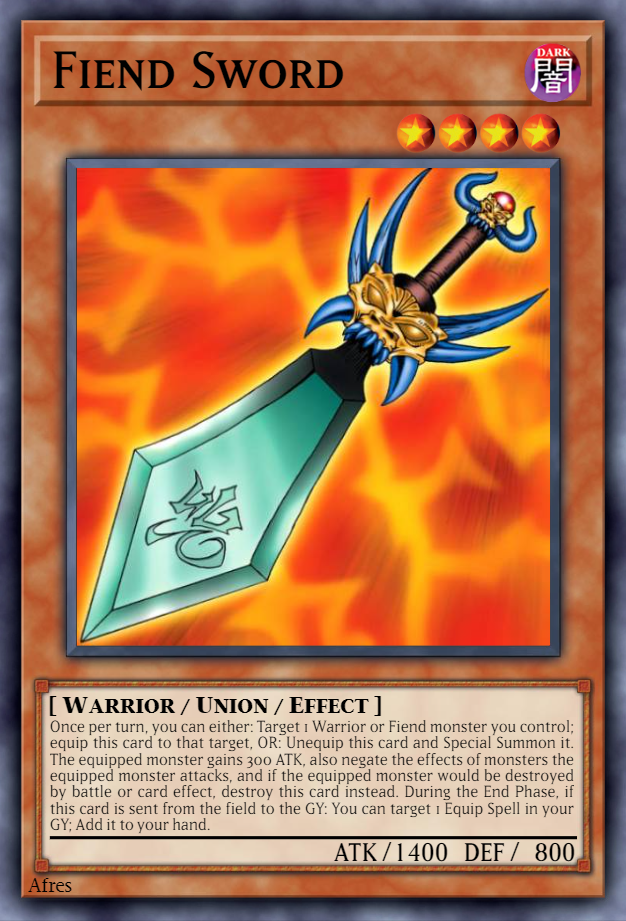 Fiend Sword
DARK
闇
[ Warrior / Union / Effect ]
Once per turn, you can either: Target 1 Warrior or Fiend monster you control;
equip this card to that target, OR: Unequip this card and Special Summon it.
The equipped monster gains 300 ATK, also negate the effects of monsters the
equipped monster attacks, and if the equipped monster would be destroyed
by battle or card effect, destroy this card instead. During the End Phase, if
this card is sent from the field to the GY: You can target 1 Equip Spell in your
GY; Add it to your hand.
ATK / 1400 DEF / 800
Afres